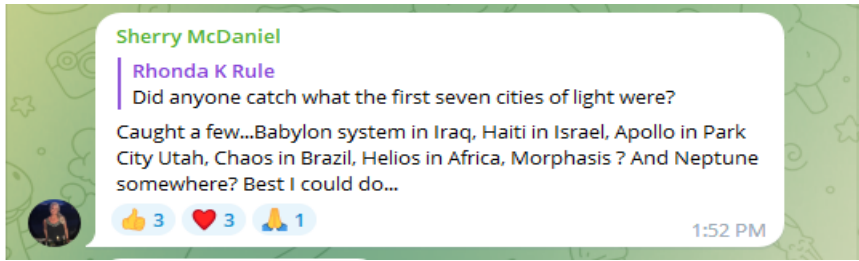 Sherry McDaniel
Rhonda K Rule
Did anyone catch what the first seven cities of light were?
Caught a few...Babylon system in Iraq, Haiti in Israel, Apollo in Park
City Utah, Chaos in Brazil, Helios in Africa, Morphasis ? And Neptune
somewhere? Best I could do...
👍 3 ❤️ 3 🙏 1
1:52 PM